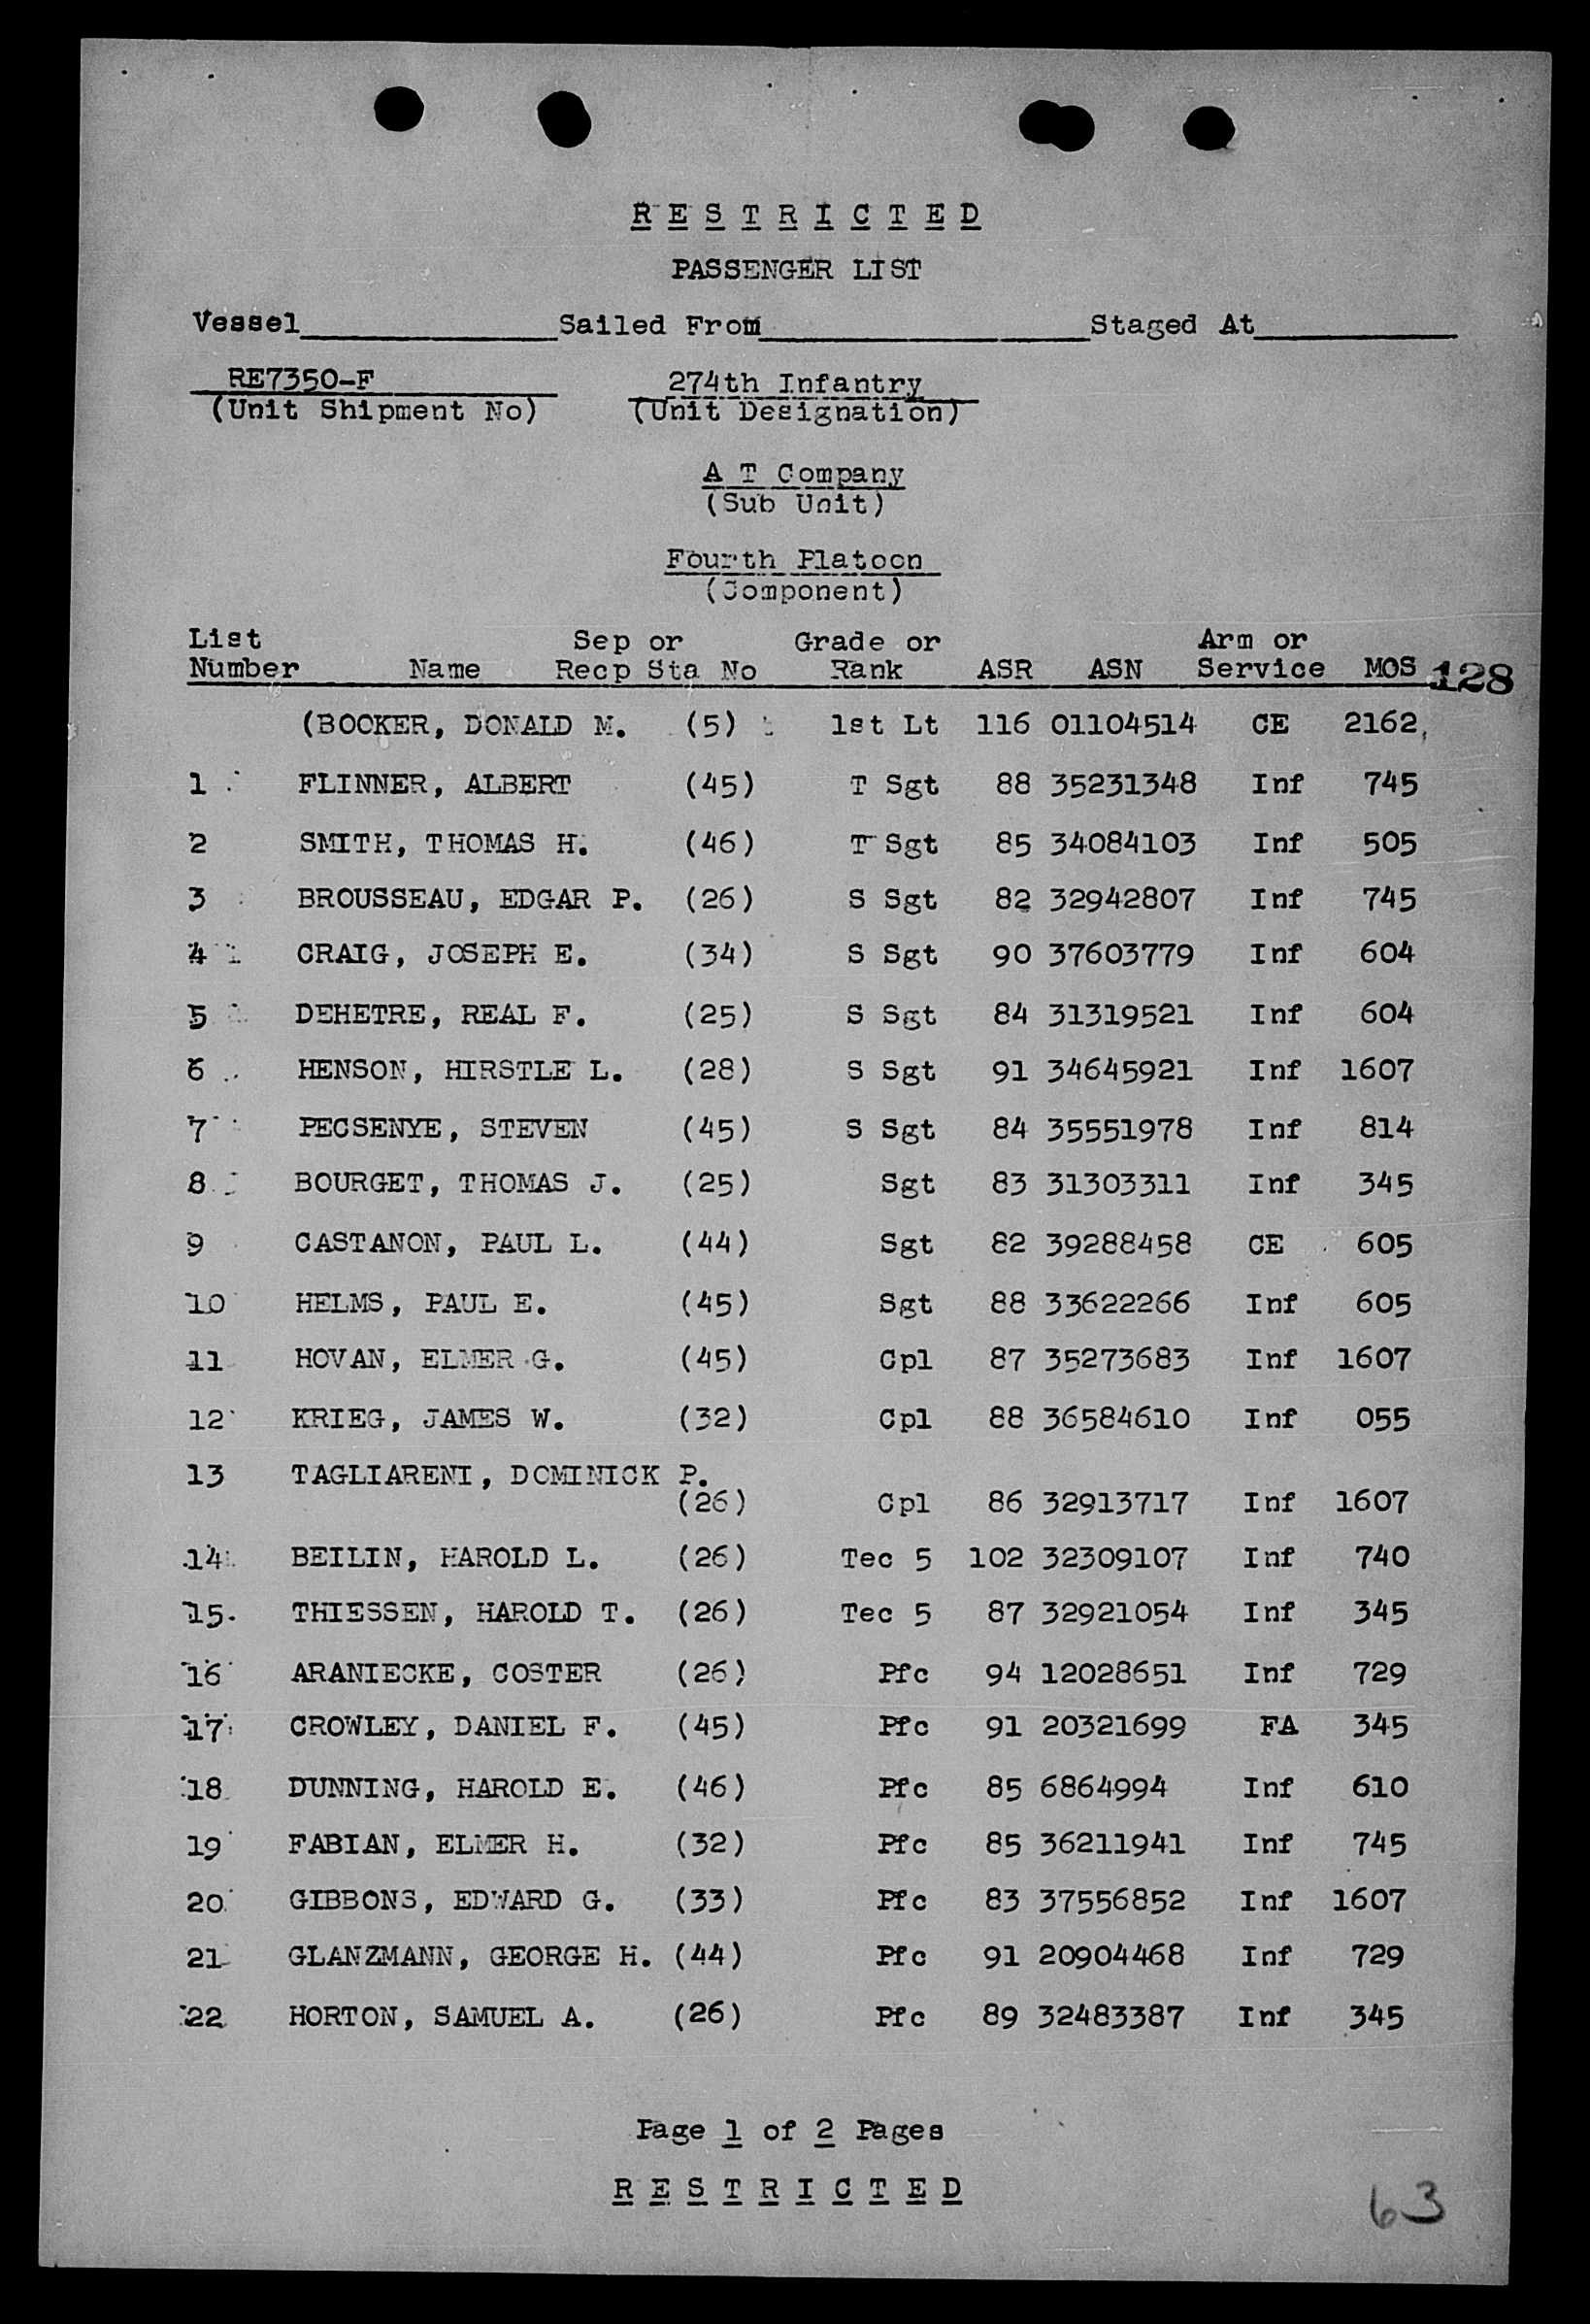 R E S T R I C T E D
PASSENGER LIST
Vessel____________Sailed From________________Staged At__________
RE7350-F 274th Infantry
(Unit Shipment No) (Unit Designation)
A T Company
(Sub Unit)
Fourth Platoon
(Component)
List Sep or Grade or Arm or
Number Name Recp Sta No Rank ASR ASN Service MOS 128
(BOOKER, DONALD M. (5) 1st Lt 116 01104514 CE 2162
1 FLINNER, ALBERT (45) T Sgt 88 35231348 Inf 745
2 SMITH, THOMAS H. (46) T Sgt 85 34084103 Inf 505
3 BROUSSEAU, EDGAR P. (26) S Sgt 82 32942807 Inf 745
4 CRAIG, JOSEPH E. (34) S Sgt 90 37603779 Inf 604
5 DEHETRE, REAL F. (25) S Sgt 84 31319521 Inf 604
6 HENSON, HIRSTLE L. (28) S Sgt 91 34645921 Inf 1607
7 PECSENYE, STEVEN (45) S Sgt 84 35551978 Inf 814
8 BOURGET, THOMAS J. (25) Sgt 83 31303311 Inf 345
9 CASTANON, PAUL L. (44) Sgt 82 39288458 CE 605
10 HELMS, PAUL E. (45) Sgt 88 33622266 Inf 605
11 HOVAN, ELMER G. (45) Cpl 87 35273683 Inf 1607
12 KRIEG, JAMES W. (32) Cpl 88 36584610 Inf 055
13 TAGLIARENI, DOMINICK P.
(26) Cpl 86 32913717 Inf 1607
14 BEILIN, HAROLD L. (26) Tec 5 102 32309107 Inf 740
15. THIESSEN, HAROLD T. (26) Tec 5 87 32921054 Inf 345
16 ARANIECKE, COSTER (26) Pfc 94 12028651 Inf 729
17 CROWLEY, DANIEL F. (45) Pfc 91 20321699 FA 345
18 DUNNING, HAROLD E. (46) Pfc 85 6864994 Inf 610
19 FABIAN, ELMER H. (32) Pfc 85 36211941 Inf 745
20 GIBBONS, EDWARD G. (33) Pfc 83 37556852 Inf 1607
21 GLANZMANN, GEORGE H. (44) Pfc 91 20904468 Inf 729
22 HORTON, SAMUEL A. (26) Pfc 89 32483387 Inf 345
Page 1 of 2 Pages
R E S T R I C T E D
63